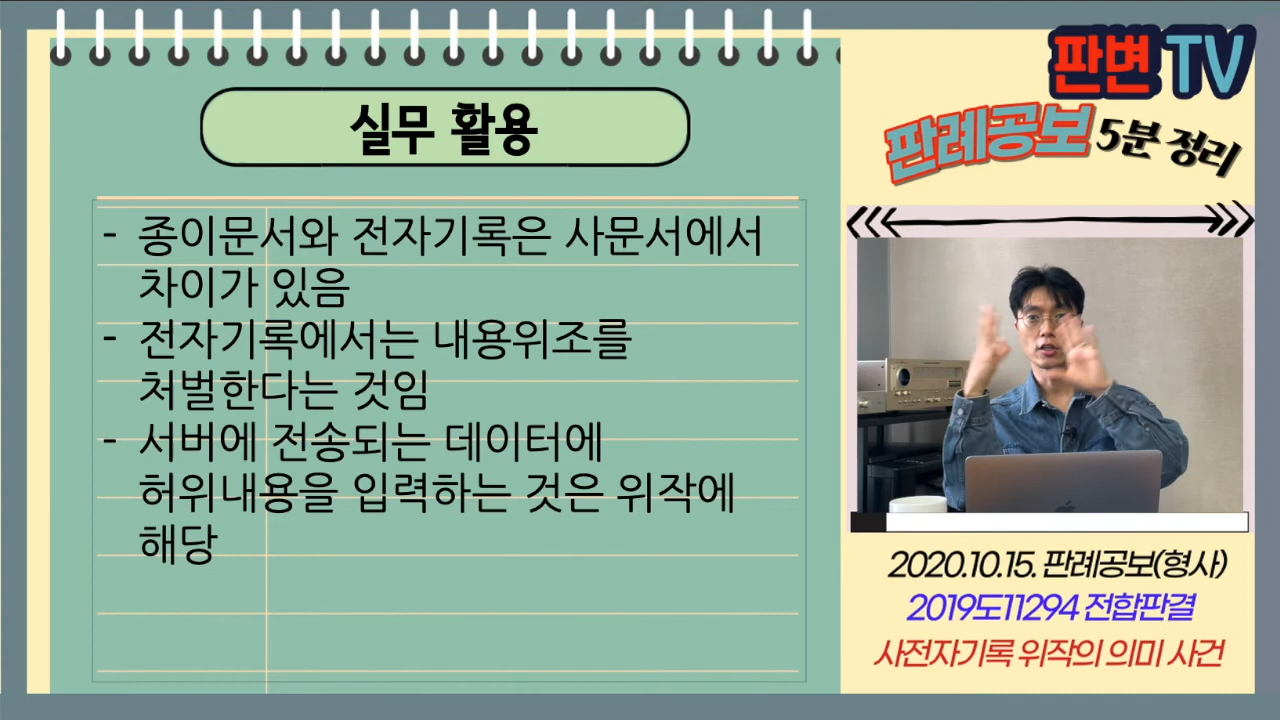 판변 TV
판례공보 5분 정리
실무 활용
- 종이문서와 전자기록은 사문서에서
차이가 있음
- 전자기록에서는 내용위조를
처벌한다는 것임
- 서버에 전송되는 데이터에
허위내용을 입력하는 것은 위작에
해당
2020.10.15. 판례공보(형사)
2019도11294 전합판결
사전자기록 위작의 의미 사건